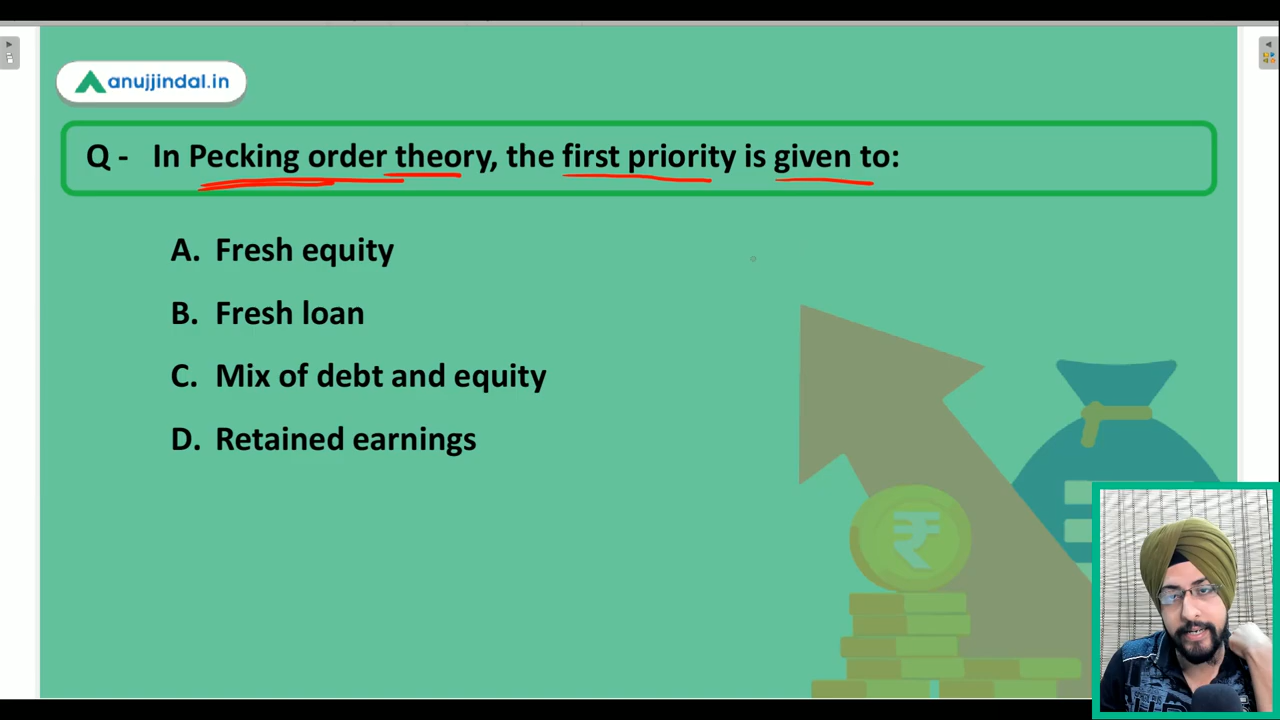 anujjindal.in
Q - In Pecking order theory, the first priority is given to:
A. Fresh equity
B. Fresh loan
C. Mix of debt and equity
D. Retained earnings
₹